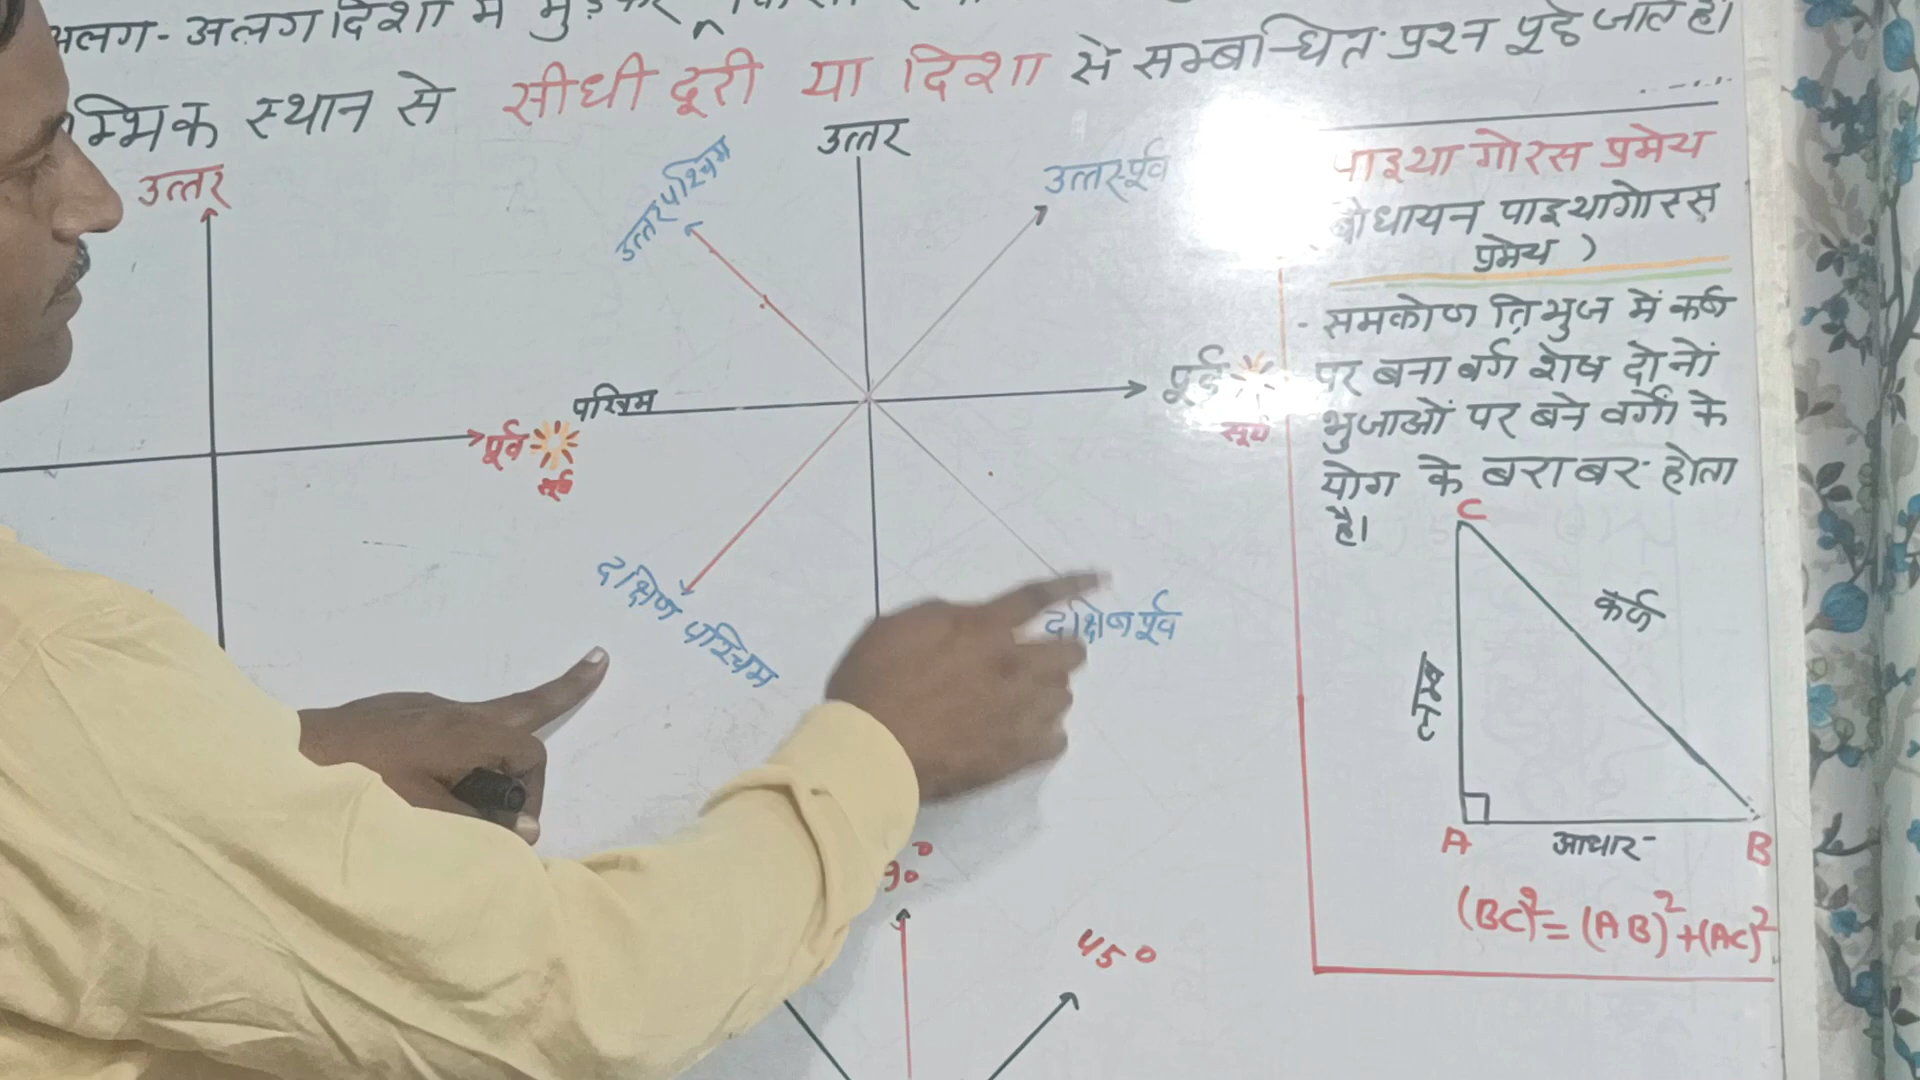 अलग-अलग दिशा में मुड़कर
म्भिक स्थान से सीधी दूरी या दिशा से सम्बन्धित प्रश्न पूछे जाते है।
उत्तर
पूर्व
सूर्य
उत्तर
उत्तर पश्चिम
उत्तर-पूर्व
पश्चिम
पूर्व
सूर्य
दक्षिण पश्चिम
दक्षिण पूर्व
90°
45°
पाइथागोरस प्रमेय
बोधायन पाइथागोरस
प्रमेय )
- समकोण त्रिभुज में कर्ण
पर बना वर्ग शेष दोनों
भुजाओं पर बने वर्गों के
योग के बराबर होता
है।
C
कर्ण
लम्ब
A
आधार
B
(BC)²=(AB)²+(AC)²